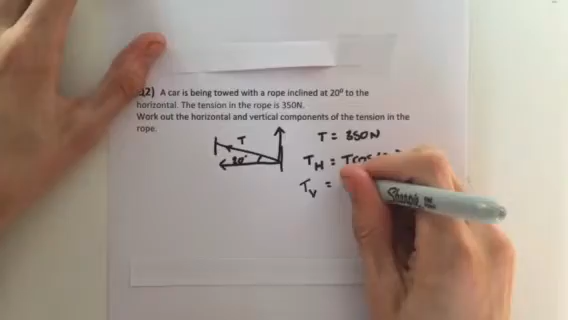 2) A car is being towed with a rope inclined at 20⁰ to the
horizontal. The tension in the rope is 350N.
Work out the horizontal and vertical components of the tension in the
rope.
T
20°
T = 350N
T_H = Tcos
T_V =
Sharpie